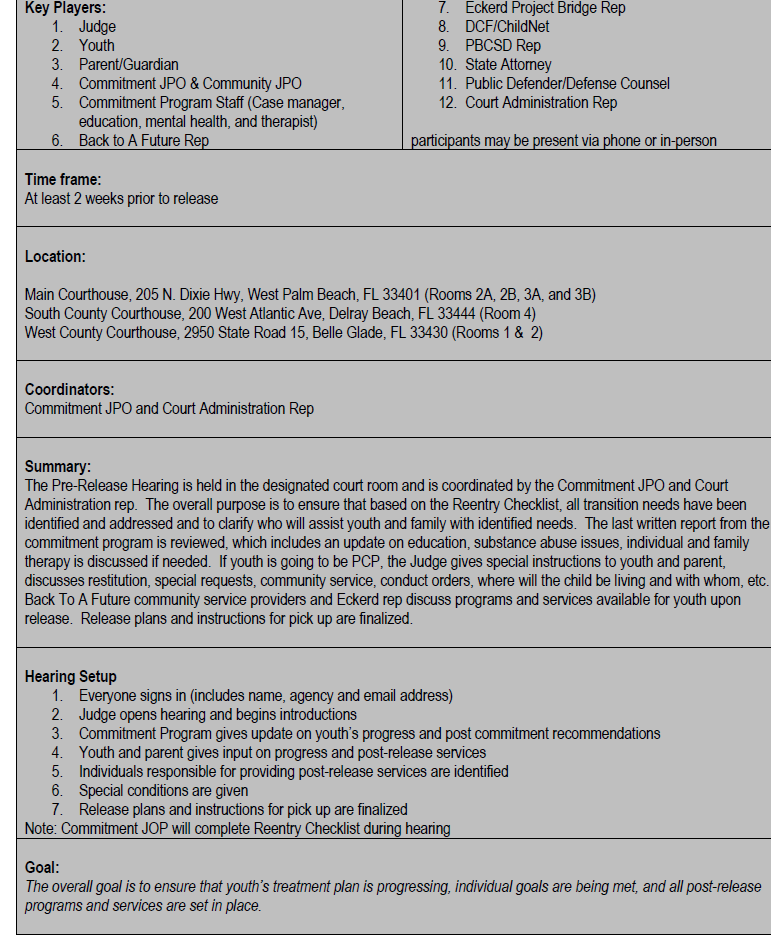 Key Players:
1. Judge
2. Youth
3. Parent/Guardian
4. Commitment JPO & Community JPO
5. Commitment Program Staff (Case manager,
education, mental health, and therapist)
6. Back to A Future Rep
7. Eckerd Project Bridge Rep
8. DCF/ChildNet
9. PBCSD Rep
10. State Attorney
11. Public Defender/Defense Counsel
12. Court Administration Rep
participants may be present via phone or in-person
Time frame:
At least 2 weeks prior to release
Location:
Main Courthouse, 205 N. Dixie Hwy, West Palm Beach, FL 33401 (Rooms 2A, 2B, 3A, and 3B)
South County Courthouse, 200 West Atlantic Ave, Delray Beach, FL 33444 (Room 4)
West County Courthouse, 2950 State Road 15, Belle Glade, FL 33430 (Rooms 1 & 2)
Coordinators:
Commitment JPO and Court Administration Rep
Summary:
The Pre-Release Hearing is held in the designated court room and is coordinated by the Commitment JPO and Court
Administration rep. The overall purpose is to ensure that based on the Reentry Checklist, all transition needs have been
identified and addressed and to clarify who will assist youth and family with identified needs. The last written report from the
commitment program is reviewed, which includes an update on education, substance abuse issues, individual and family
therapy is discussed if needed. If youth is going to be PCP, the Judge gives special instructions to youth and parent,
discusses restitution, special requests, community service, conduct orders, where will the child be living and with whom, etc.
Back To A Future community service providers and Eckerd rep discuss programs and services available for youth upon
release. Release plans and instructions for pick up are finalized.
Hearing Setup
1. Everyone signs in (includes name, agency and email address)
2. Judge opens hearing and begins introductions
3. Commitment Program gives update on youth's progress and post commitment recommendations
4. Youth and parent gives input on progress and post-release services
5. Individuals responsible for providing post-release services are identified
6. Special conditions are given
7. Release plans and instructions for pick up are finalized
Note: Commitment JOP will complete Reentry Checklist during hearing
Goal:
The overall goal is to ensure that youth's treatment plan is progressing, individual goals are being met, and all post-release
programs and services are set in place.